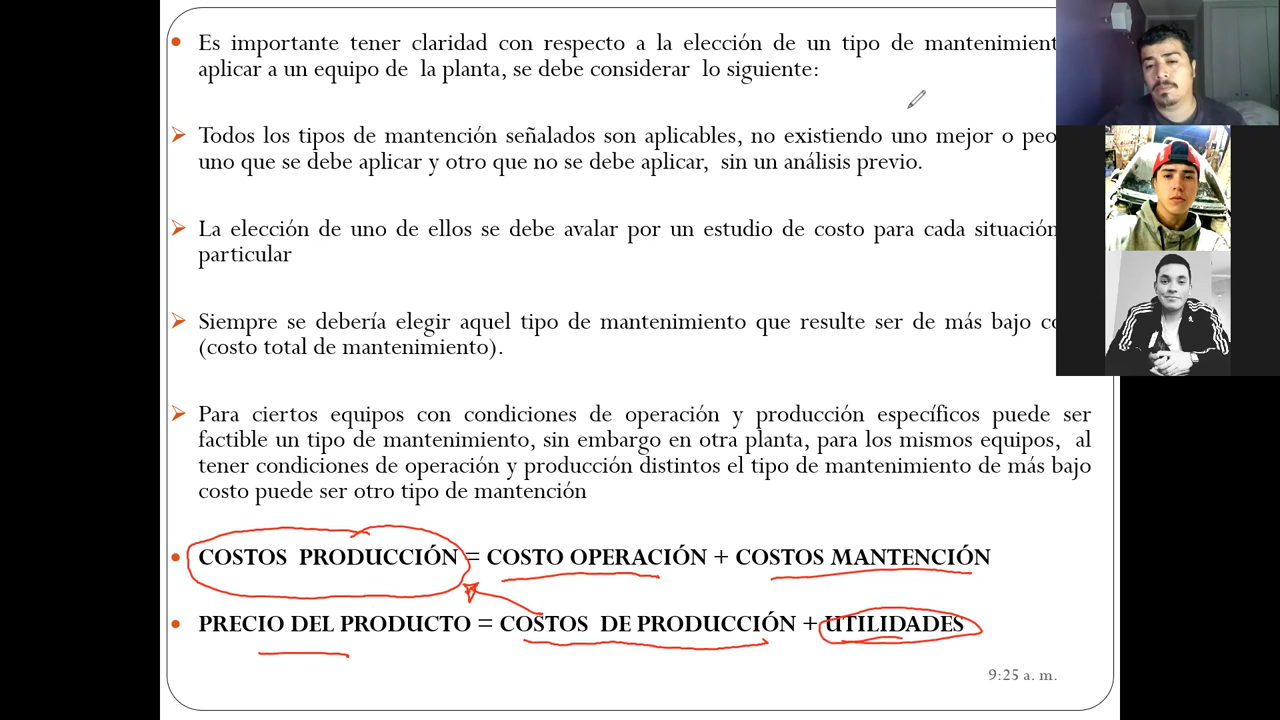 Es importante tener claridad con respecto a la elección de un tipo de mantenimient
aplicar a un equipo de la planta, se debe considerar lo siguiente:
Todos los tipos de mantención señalados son aplicables, no existiendo uno mejor o peo
uno que se debe aplicar y otro que no se debe aplicar, sin un análisis previo.
La elección de uno de ellos se debe avalar por un estudio de costo para cada situación
particular
Siempre se debería elegir aquel tipo de mantenimiento que resulte ser de más bajo co
(costo total de mantenimiento).
Para ciertos equipos con condiciones de operación y producción específicos puede ser
factible un tipo de mantenimiento, sin embargo en otra planta, para los mismos equipos, al
tener condiciones de operación y producción distintos el tipo de mantenimiento de más bajo
costo puede ser otro tipo de mantención
COSTOS PRODUCCIÓN = COSTO OPERACIÓN + COSTOS MANTENCIÓN
PRECIO DEL PRODUCTO = COSTOS DE PRODUCCIÓN + UTILIDADES
9:25 a. m.